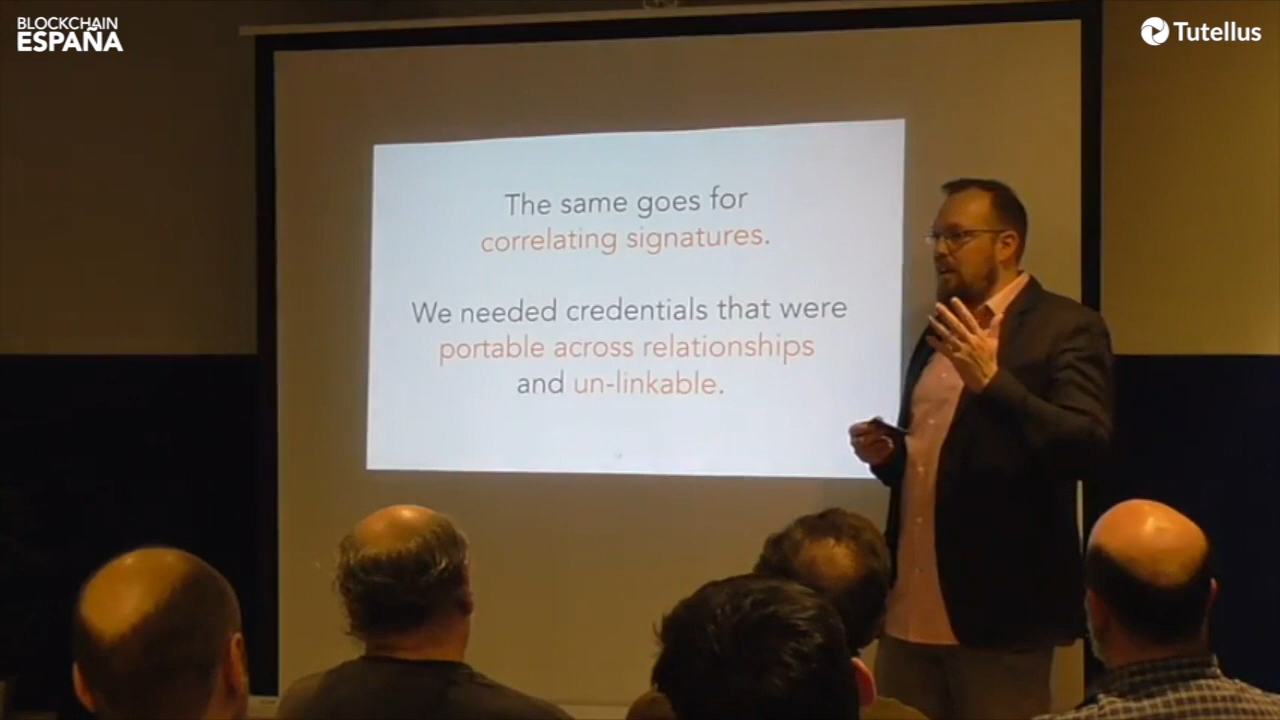 BLOCKCHAIN
ESPAÑA
Tutellus
The same goes for
correlating signatures.
We needed credentials that were
portable across relationships
and un-linkable.